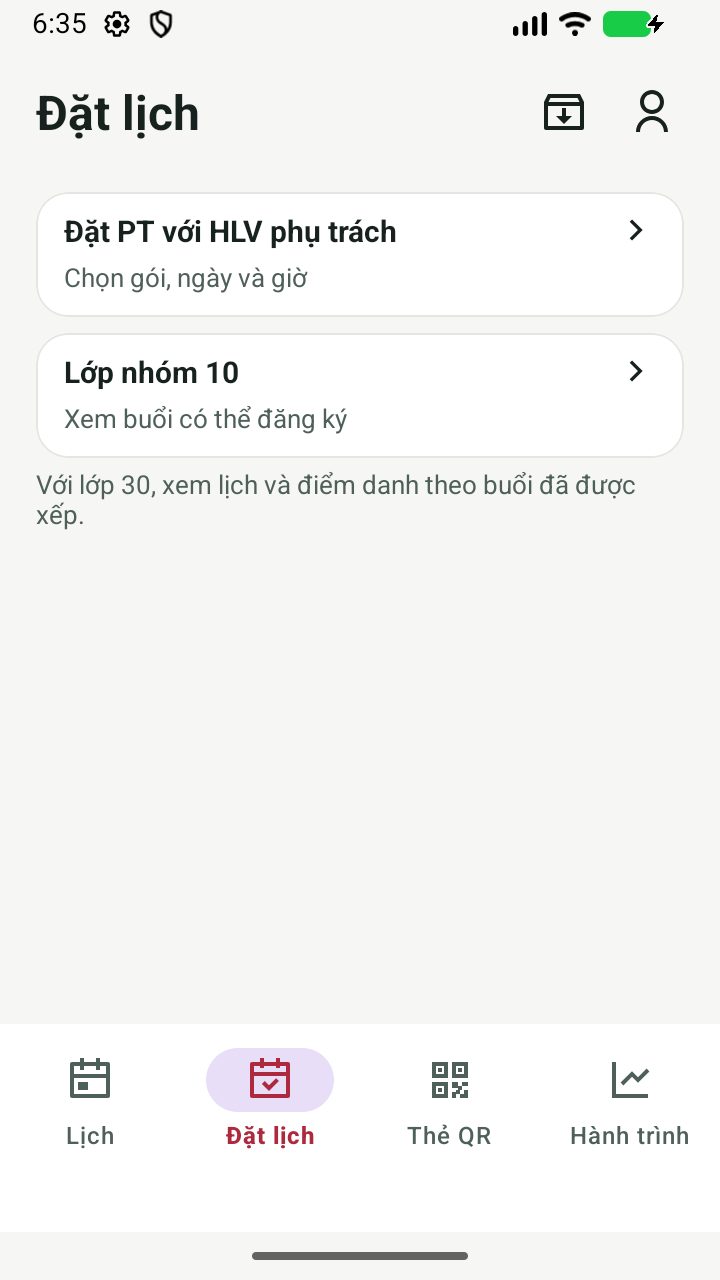 6:35
Đặt lịch
Đặt PT với HLV phụ trách
Chọn gói, ngày và giờ
Lớp nhóm 10
Xem buổi có thể đăng ký
Với lớp 30, xem lịch và điểm danh theo buổi đã được
xếp.
Lịch
Đặt lịch
Thẻ QR
Hành trình